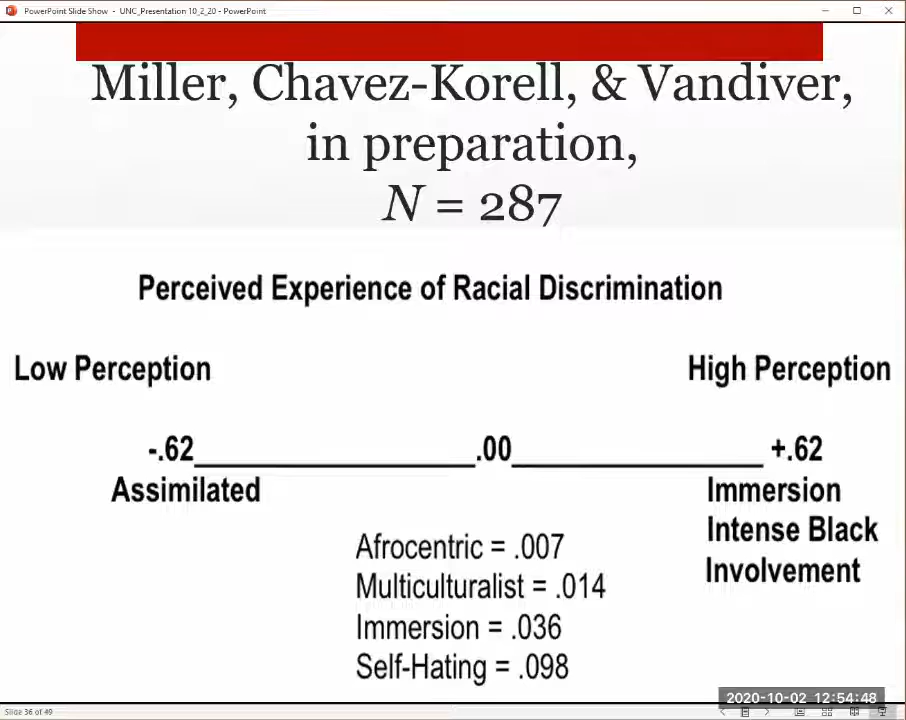 PowerPoint Slide Show - UNC_Presentation 10_2_20 - PowerPoint
Miller, Chavez-Korell, & Vandiver,
in preparation,
N = 287
Perceived Experience of Racial Discrimination
Low Perception High Perception
-.62____________________.00__________________ +.62
Assimilated Immersion
Intense Black
Involvement
Afrocentric = .007
Multiculturalist = .014
Immersion = .036
Self-Hating = .098
2020-10-02 12:54:48
Slide 36 of 49